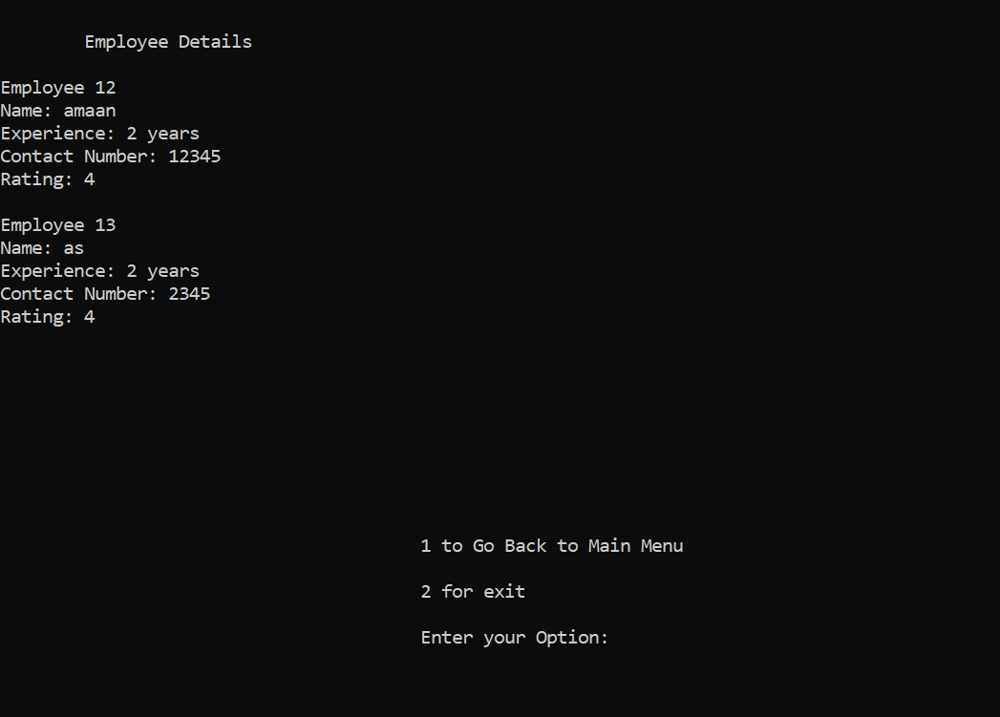 Employee Details
Employee 12
Name: amaan
Experience: 2 years
Contact Number: 12345
Rating: 4
Employee 13
Name: as
Experience: 2 years
Contact Number: 2345
Rating: 4
1 to Go Back to Main Menu
2 for exit
Enter your Option: